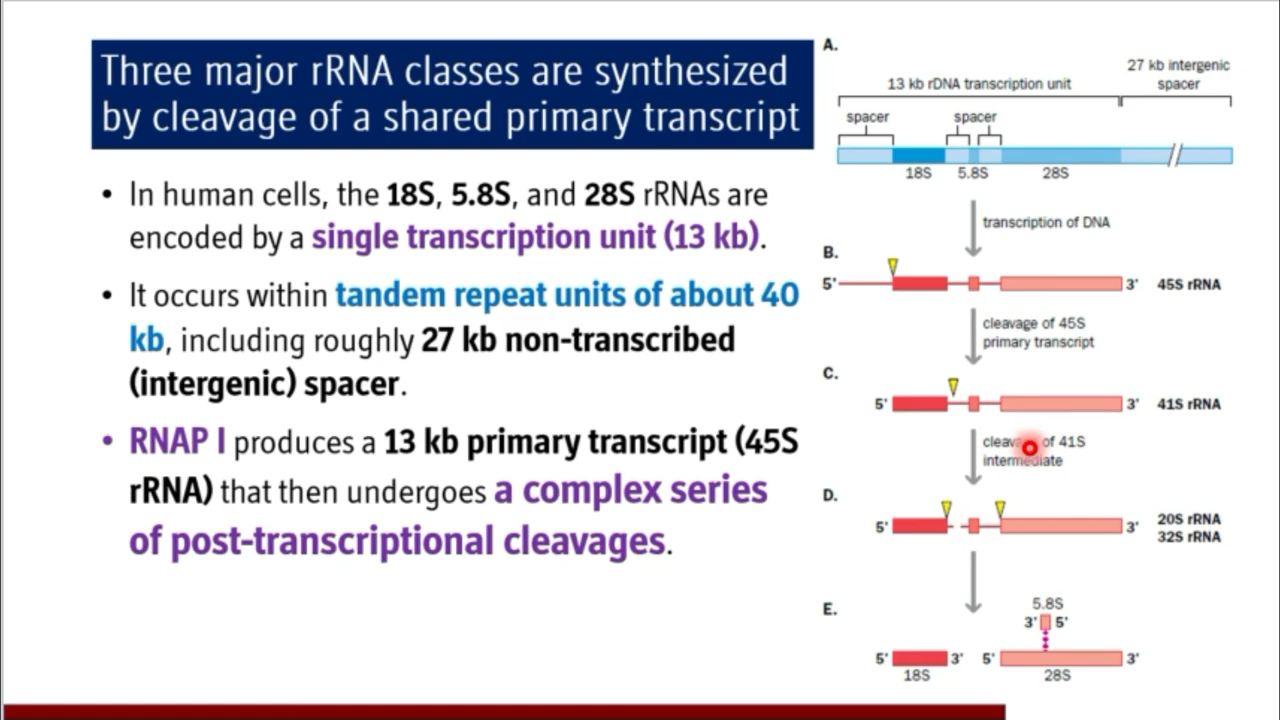 Three major rRNA classes are synthesized
by cleavage of a shared primary transcript
• In human cells, the 18S, 5.8S, and 28S rRNAs are
encoded by a single transcription unit (13 kb).
• It occurs within tandem repeat units of about 40
kb, including roughly 27 kb non-transcribed
(intergenic) spacer.
• RNAP I produces a 13 kb primary transcript (45S
rRNA) that then undergoes a complex series
of post-transcriptional cleavages.
A.
13 kb rDNA transcription unit
27 kb intergenic
spacer
spacer spacer
18S 5.8S 28S
transcription of DNA
B.
5' 3' 45S rRNA
cleavage of 45S
primary transcript
C.
5' 3' 41S rRNA
cleavage of 41S
intermediate
D.
5' 3' 20S rRNA
32S rRNA
E.
5.8S
3' 5'
5' 3' 5' 3'
18S 28S